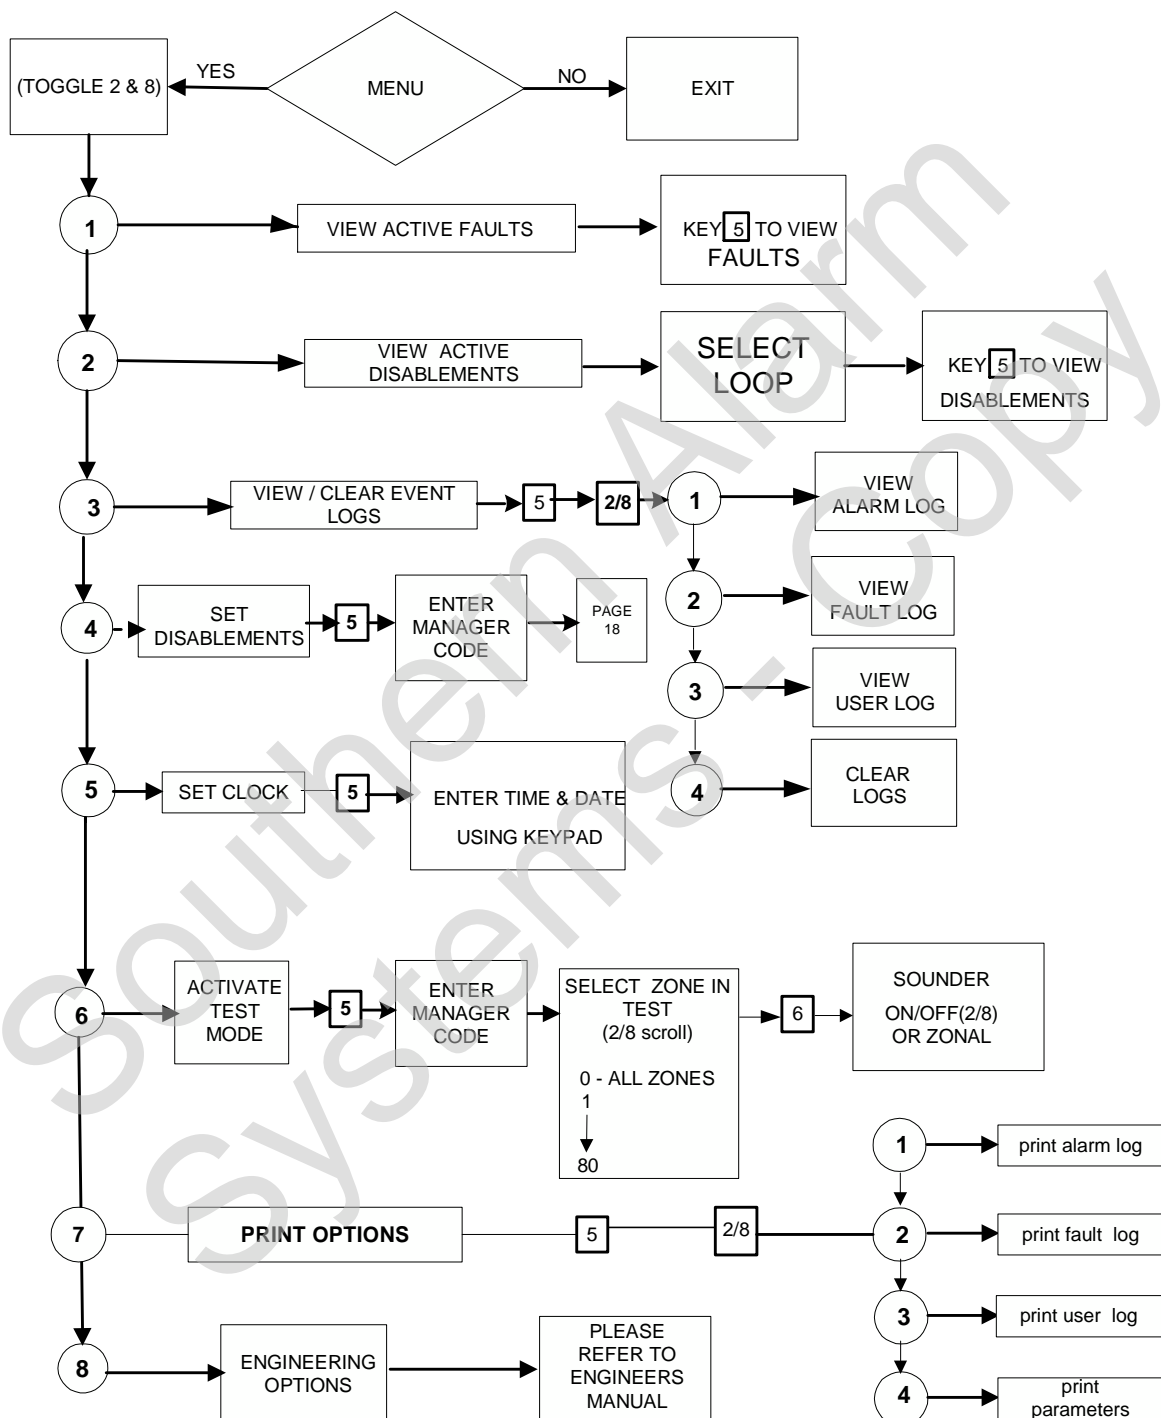 (TOGGLE 2 & 8)
YES
MENU
NO
EXIT
1
VIEW ACTIVE FAULTS
KEY 5 TO VIEW
FAULTS
2
VIEW ACTIVE
DISABLEMENTS
SELECT
LOOP
KEY 5 TO VIEW
DISABLEMENTS
3
VIEW / CLEAR EVENT
LOGS
5
2/8
1
VIEW
ALARM LOG
2
VIEW
FAULT LOG
3
VIEW
USER LOG
4
CLEAR
LOGS
4
SET
DISABLEMENTS
5
ENTER
MANAGER
CODE
PAGE
18
5
SET CLOCK
5
ENTER TIME & DATE
USING KEYPAD
6
ACTIVATE
TEST
MODE
5
ENTER
MANAGER
CODE
SELECT ZONE IN
TEST
(2/8 scroll)
0 - ALL ZONES
1
80
6
SOUNDER
ON/OFF(2/8)
OR ZONAL
7
PRINT OPTIONS
5
2/8
1
print alarm log
2
print fault log
3
print user log
4
print
parameters
8
ENGINEERING
OPTIONS
PLEASE
REFER TO
ENGINEERS
MANUAL
Southern Alarm
Systems - Copy